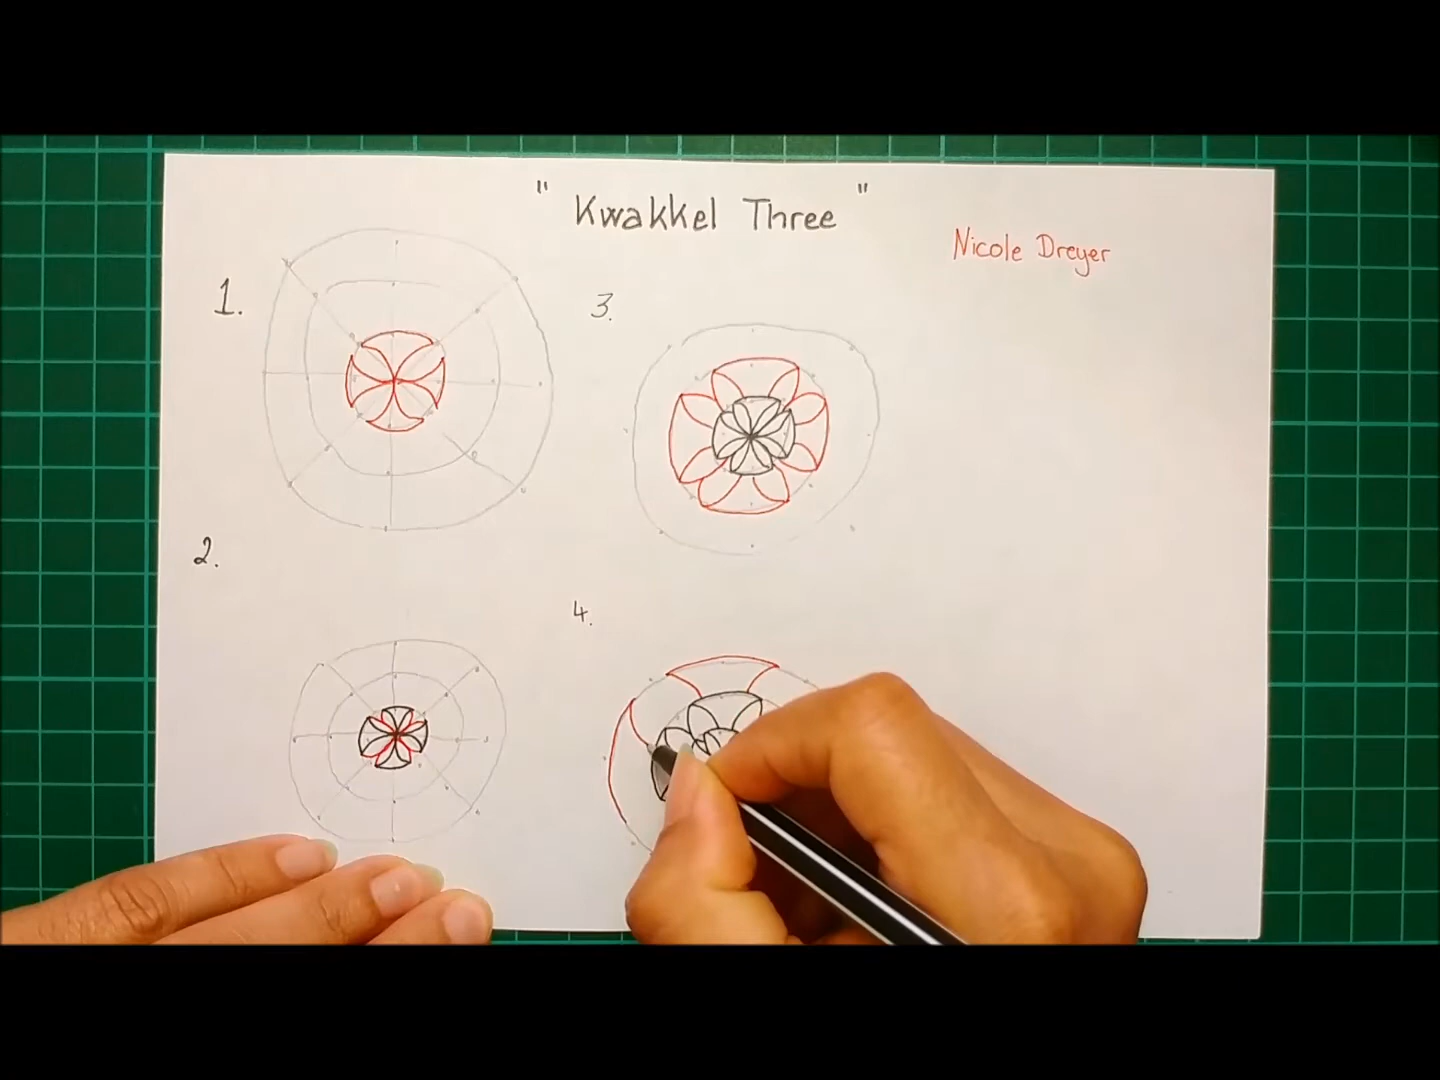 " Kwakkel Three "
Nicole Dreyer
1.
3.
2.
4.